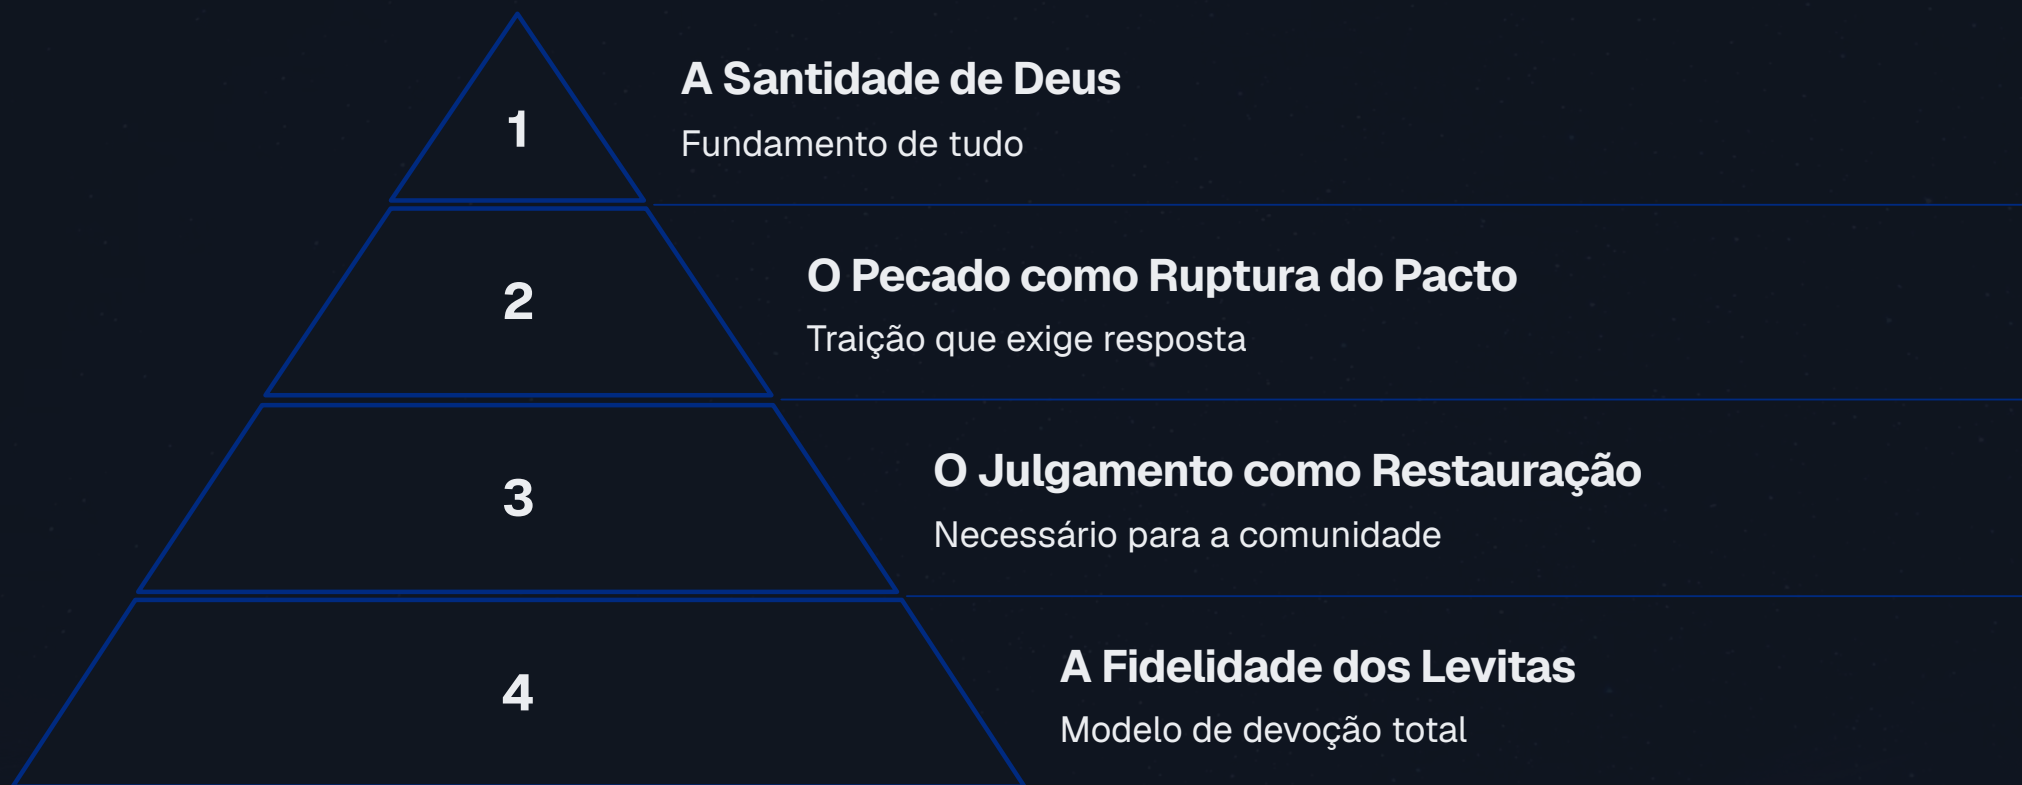 1
A Santidade de Deus
Fundamento de tudo
2
O Pecado como Ruptura do Pacto
Traição que exige resposta
3
O Julgamento como Restauração
Necessário para a comunidade
4
A Fidelidade dos Levitas
Modelo de devoção total